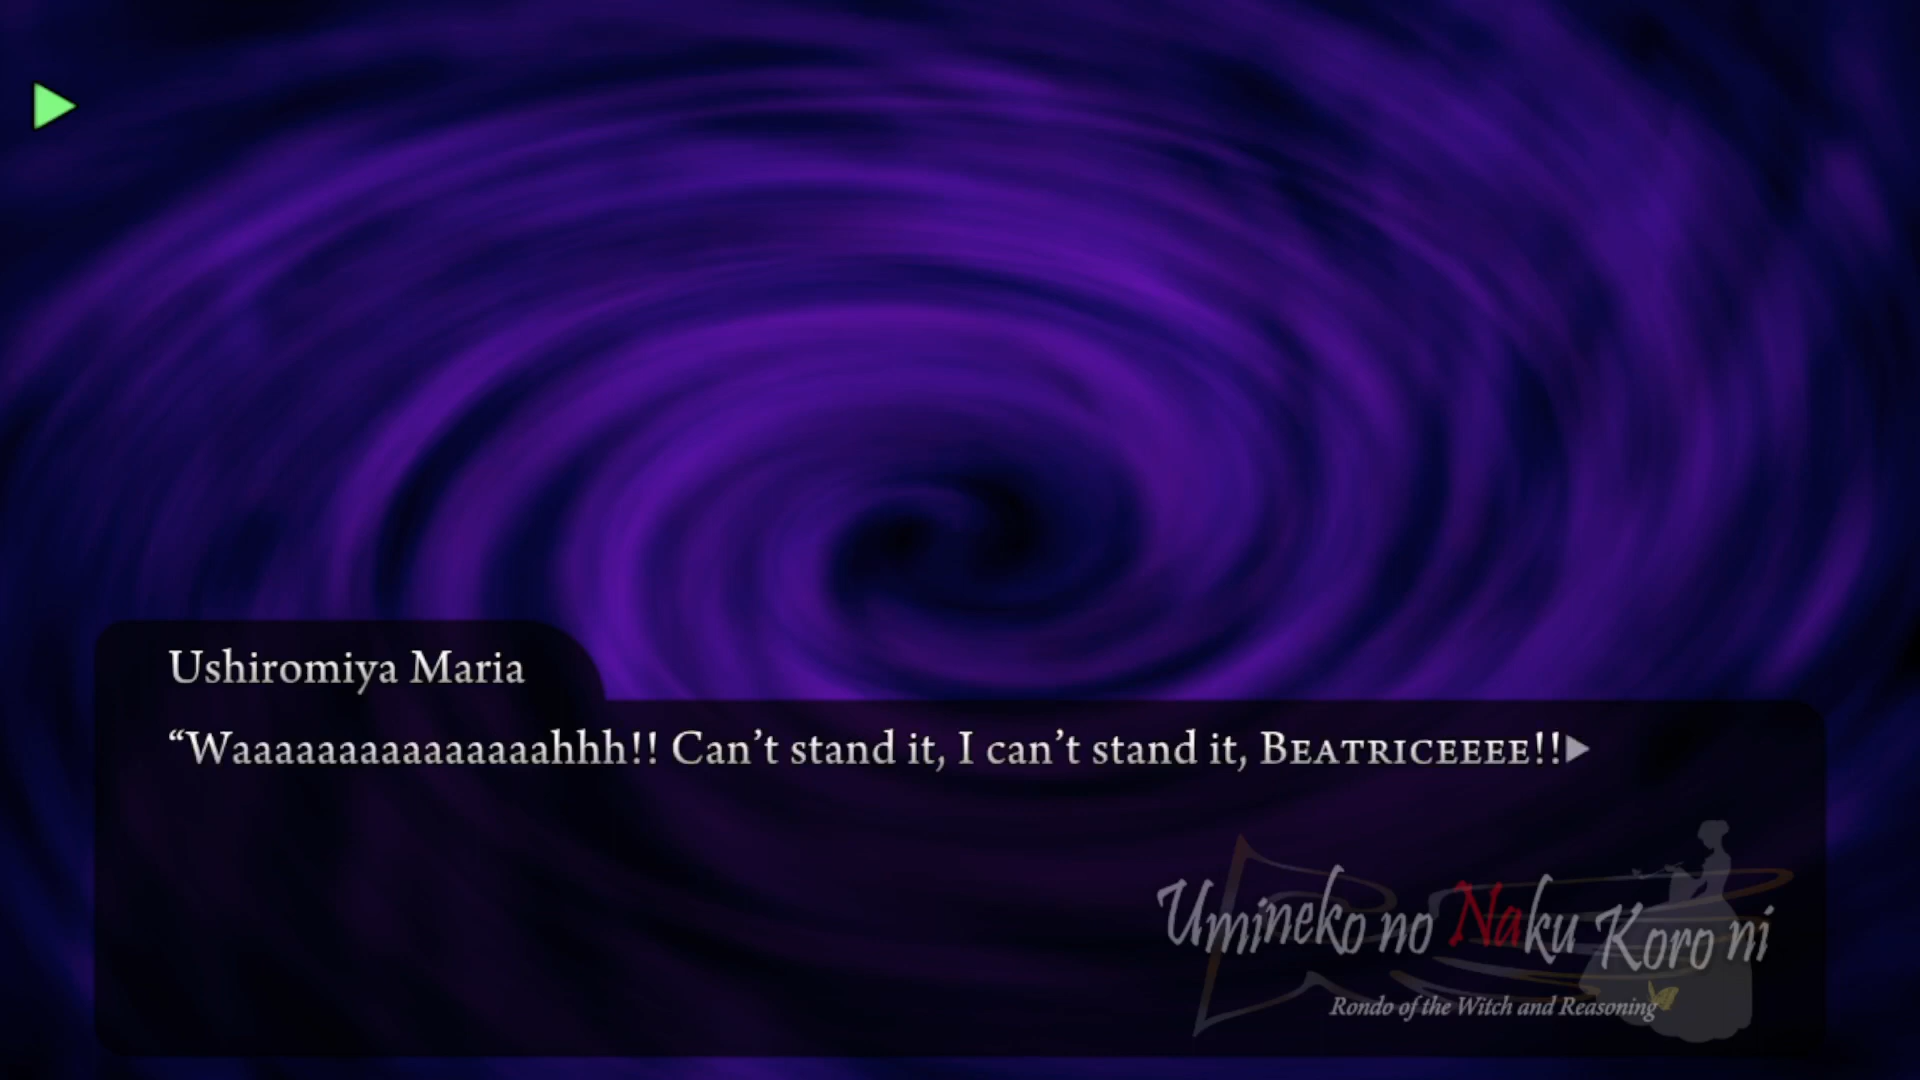 Ushiromiya Maria
“Waaaaaaaaaaaaaaahhh!! Can’t stand it, I can’t stand it, BEATRICEEEE!!
Umineko no Naku Koro ni
Rondo of the Witch and Reasoning